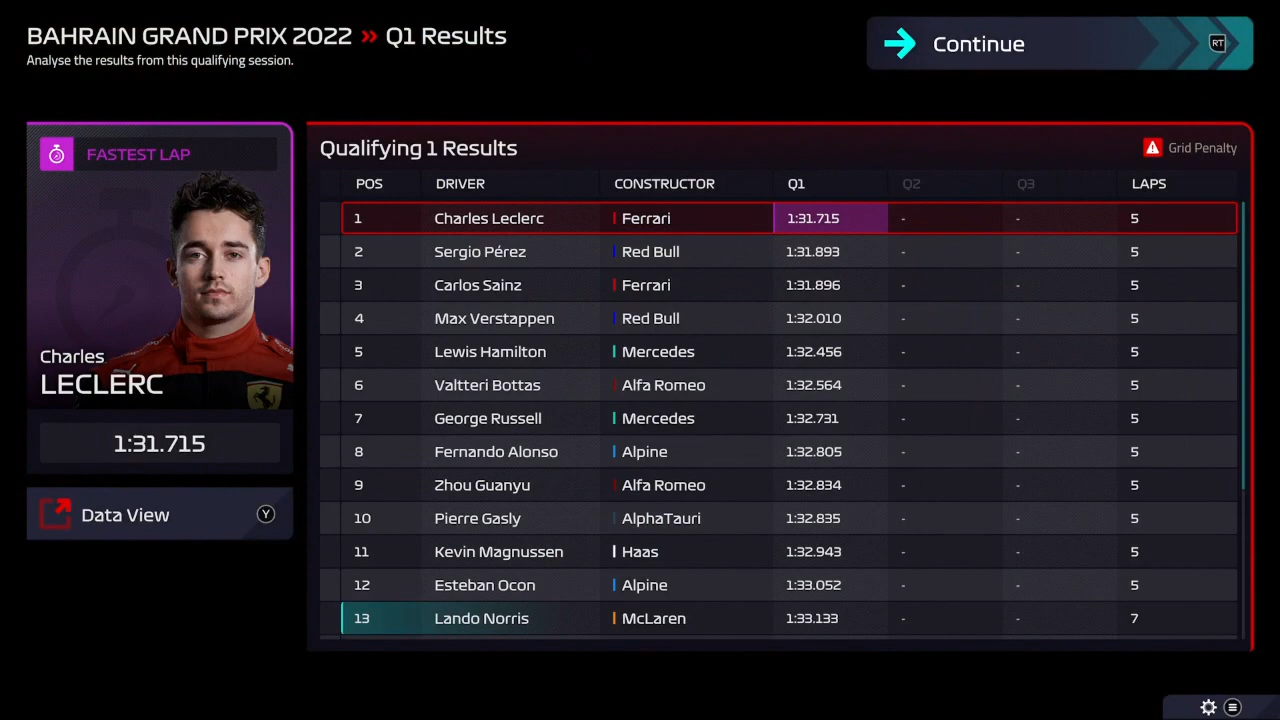 BAHRAIN GRAND PRIX 2022 » Q1 Results
Analyse the results from this qualifying session.
Continue RT
FASTEST LAP
Charles
LECLERC
1:31.715
Data View Y
Qualifying 1 Results Grid Penalty
POS DRIVER CONSTRUCTOR Q1 Q2 Q3 LAPS
1 Charles Leclerc Ferrari 1:31.715 - - 5
2 Sergio Pérez Red Bull 1:31.893 - - 5
3 Carlos Sainz Ferrari 1:31.896 - - 5
4 Max Verstappen Red Bull 1:32.010 - - 5
5 Lewis Hamilton Mercedes 1:32.456 - - 5
6 Valtteri Bottas Alfa Romeo 1:32.564 - - 5
7 George Russell Mercedes 1:32.731 - - 5
8 Fernando Alonso Alpine 1:32.805 - - 5
9 Zhou Guanyu Alfa Romeo 1:32.834 - - 5
10 Pierre Gasly AlphaTauri 1:32.835 - - 5
11 Kevin Magnussen Haas 1:32.943 - - 5
12 Esteban Ocon Alpine 1:33.052 - - 5
13 Lando Norris McLaren 1:33.133 - - 7